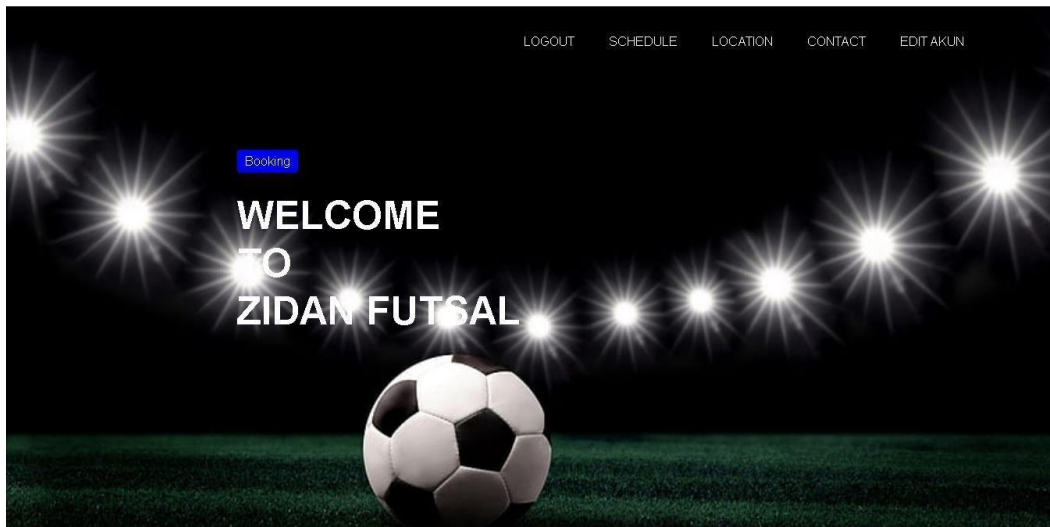 LOGOUT SCHEDULE LOCATION CONTACT EDIT AKUN
Booking
WELCOME
TO
ZIDAN FUTSAL